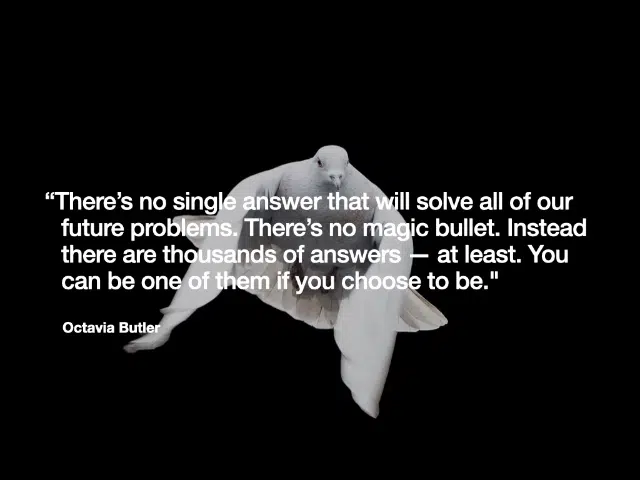 “There’s no single answer that will solve all of our
future problems. There’s no magic bullet. Instead
there are thousands of answers — at least. You
can be one of them if you choose to be."
Octavia Butler